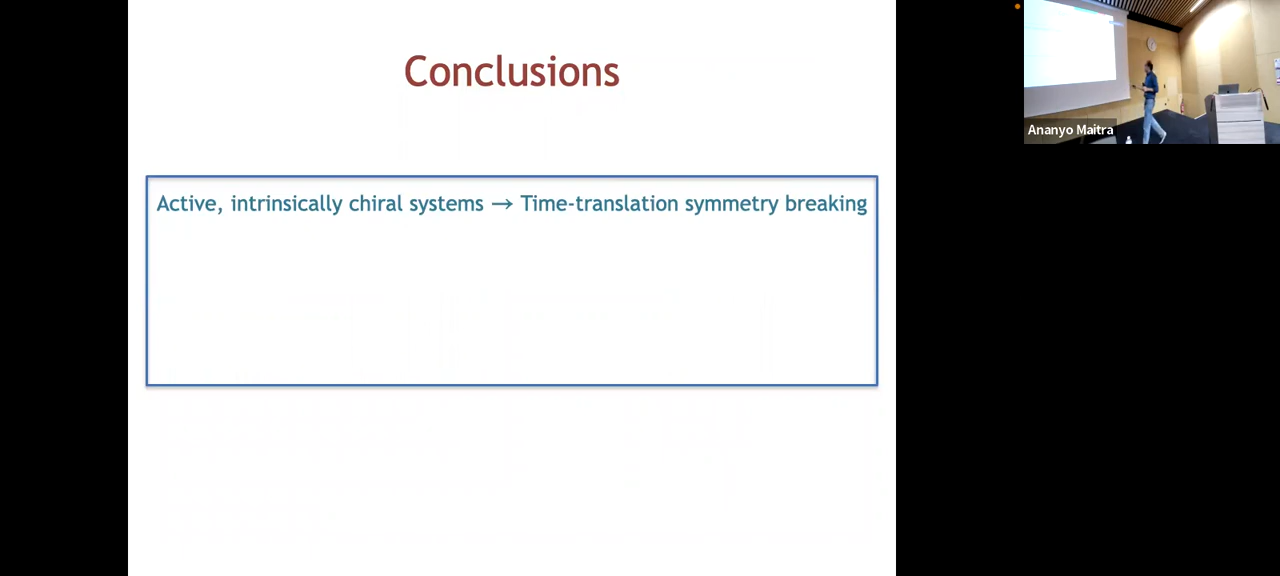 Conclusions
Active, intrinsically chiral systems → Time-translation symmetry breaking
Ananyo Maitra